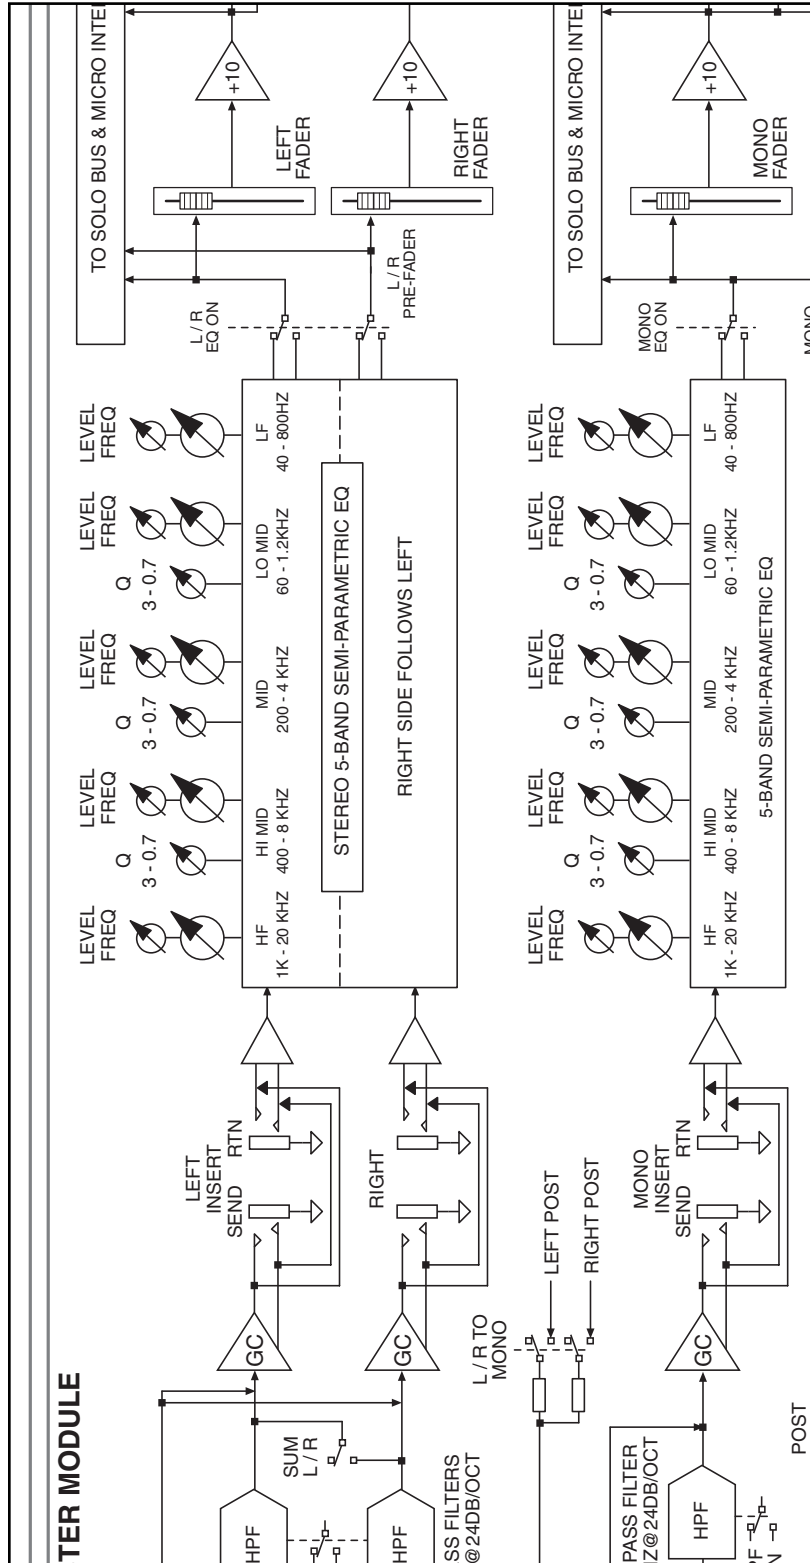 TO SOLO BUS & MICRO INTE
+10
+10
LEFT
FADER
RIGHT
FADER
L / R
EQ ON
L / R
PRE-FADER
LEVEL
FREQ
LF
40 - 800HZ
LEVEL
FREQ
Q
3 - 0.7
LO MID
60 - 1.2KHZ
LEVEL
FREQ
Q
3 - 0.7
MID
200 - 4 KHZ
LEVEL
FREQ
Q
3 - 0.7
HI MID
400 - 8 KHZ
LEVEL
FREQ
HF
1K - 20 KHZ
STEREO 5-BAND SEMI-PARAMETRIC EQ
RIGHT SIDE FOLLOWS LEFT
LEFT
INSERT
SEND RTN
RIGHT
GC
GC
SUM
L / R
HPF
HPF
SS FILTERS
@24DB/OCT
TER MODULE
L / R TO
MONO
LEFT POST
RIGHT POST
TO SOLO BUS & MICRO INTE
+10
MONO
FADER
MONO
EQ ON
MONO
LEVEL
FREQ
LF
40 - 800HZ
LEVEL
FREQ
Q
3 - 0.7
LO MID
60 - 1.2KHZ
LEVEL
FREQ
Q
3 - 0.7
MID
200 - 4 KHZ
LEVEL
FREQ
Q
3 - 0.7
HI MID
400 - 8 KHZ
LEVEL
FREQ
HF
1K - 20 KHZ
5-BAND SEMI-PARAMETRIC EQ
MONO
INSERT
SEND RTN
GC
HPF
PASS FILTER
Z@24DB/OCT
PF
N
POST